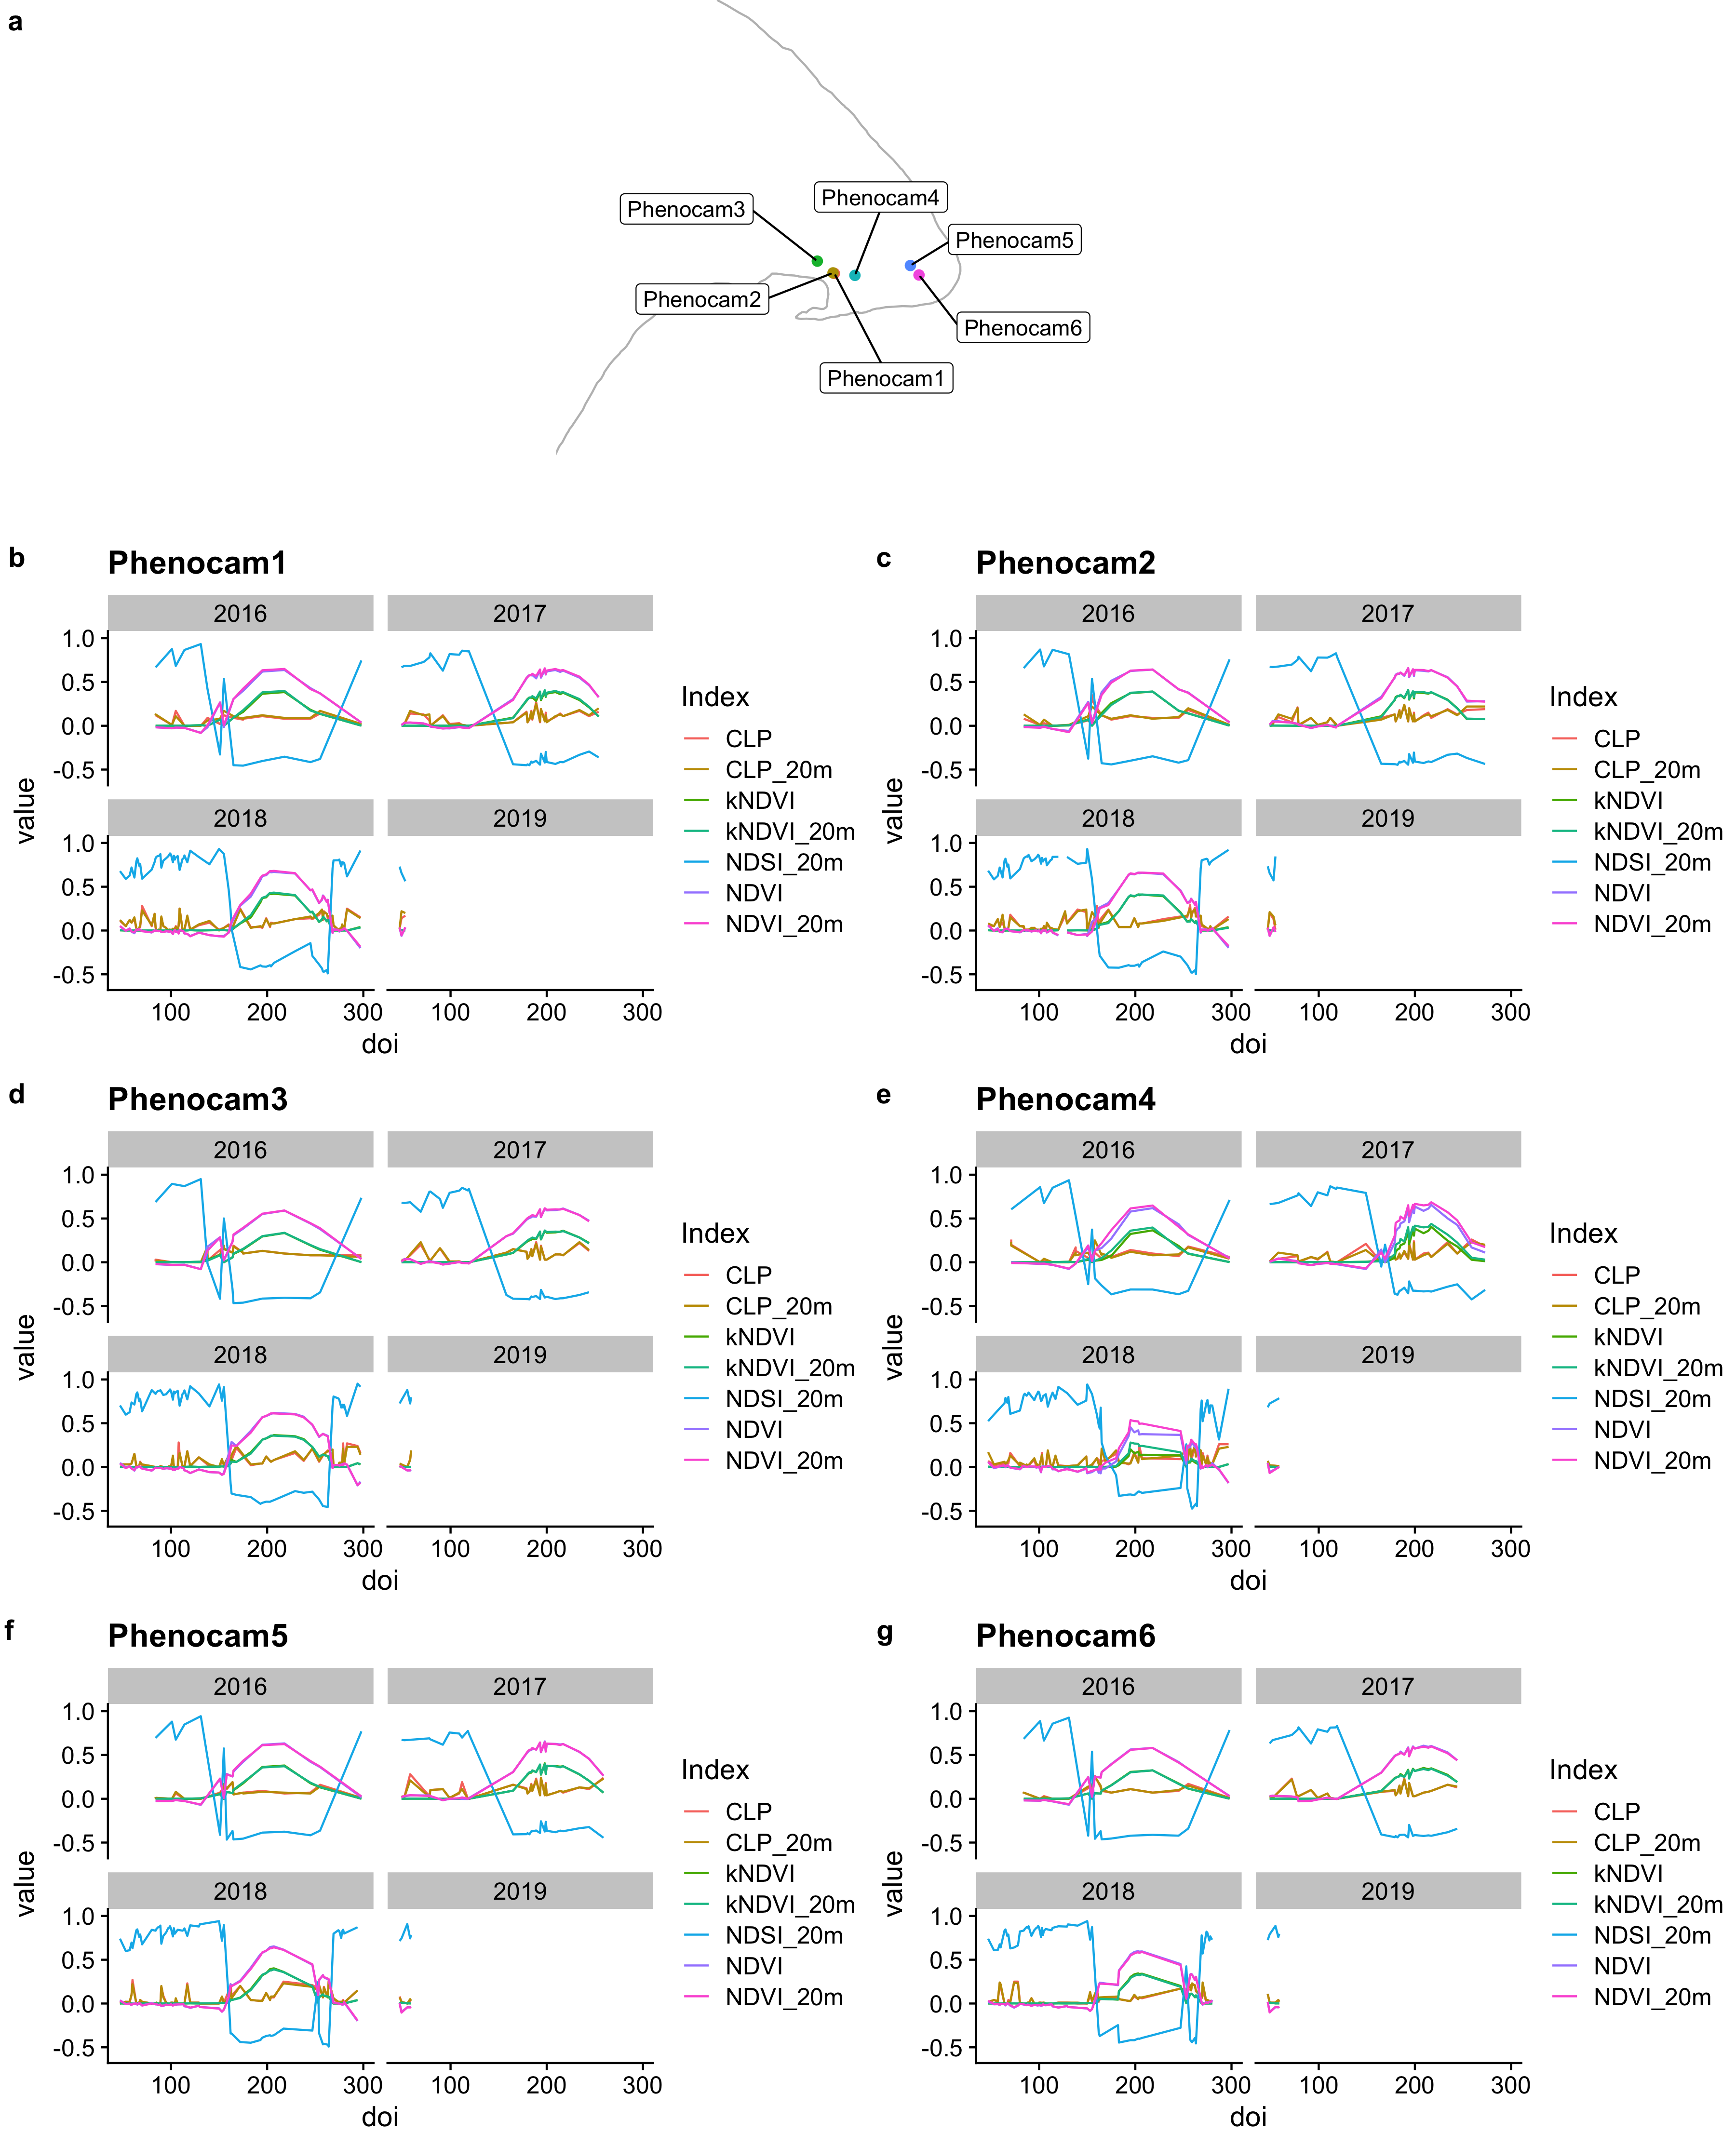 a
Phenocam4
Phenocam3
Phenocam5
Phenocam2
Phenocam6
Phenocam1
b Phenocam1
2016 2017
1.0
0.5
0.0
-0.5
2018 2019
1.0
0.5
0.0
-0.5
100 200 300 100 200 300
value
doi
Index
CLP
CLP_20m
kNDVI
kNDVI_20m
NDSI_20m
NDVI
NDVI_20m
c Phenocam2
2016 2017
1.0
0.5
0.0
-0.5
2018 2019
1.0
0.5
0.0
-0.5
100 200 300 100 200 300
value
doi
Index
CLP
CLP_20m
kNDVI
kNDVI_20m
NDSI_20m
NDVI
NDVI_20m
d Phenocam3
2016 2017
1.0
0.5
0.0
-0.5
2018 2019
1.0
0.5
0.0
-0.5
100 200 300 100 200 300
value
doi
Index
CLP
CLP_20m
kNDVI
kNDVI_20m
NDSI_20m
NDVI
NDVI_20m
e Phenocam4
2016 2017
1.0
0.5
0.0
-0.5
2018 2019
1.0
0.5
0.0
-0.5
100 200 300 100 200 300
value
doi
Index
CLP
CLP_20m
kNDVI
kNDVI_20m
NDSI_20m
NDVI
NDVI_20m
f Phenocam5
2016 2017
1.0
0.5
0.0
-0.5
2018 2019
1.0
0.5
0.0
-0.5
100 200 300 100 200 300
value
doi
Index
CLP
CLP_20m
kNDVI
kNDVI_20m
NDSI_20m
NDVI
NDVI_20m
g Phenocam6
2016 2017
1.0
0.5
0.0
-0.5
2018 2019
1.0
0.5
0.0
-0.5
100 200 300 100 200 300
value
doi
Index
CLP
CLP_20m
kNDVI
kNDVI_20m
NDSI_20m
NDVI
NDVI_20m